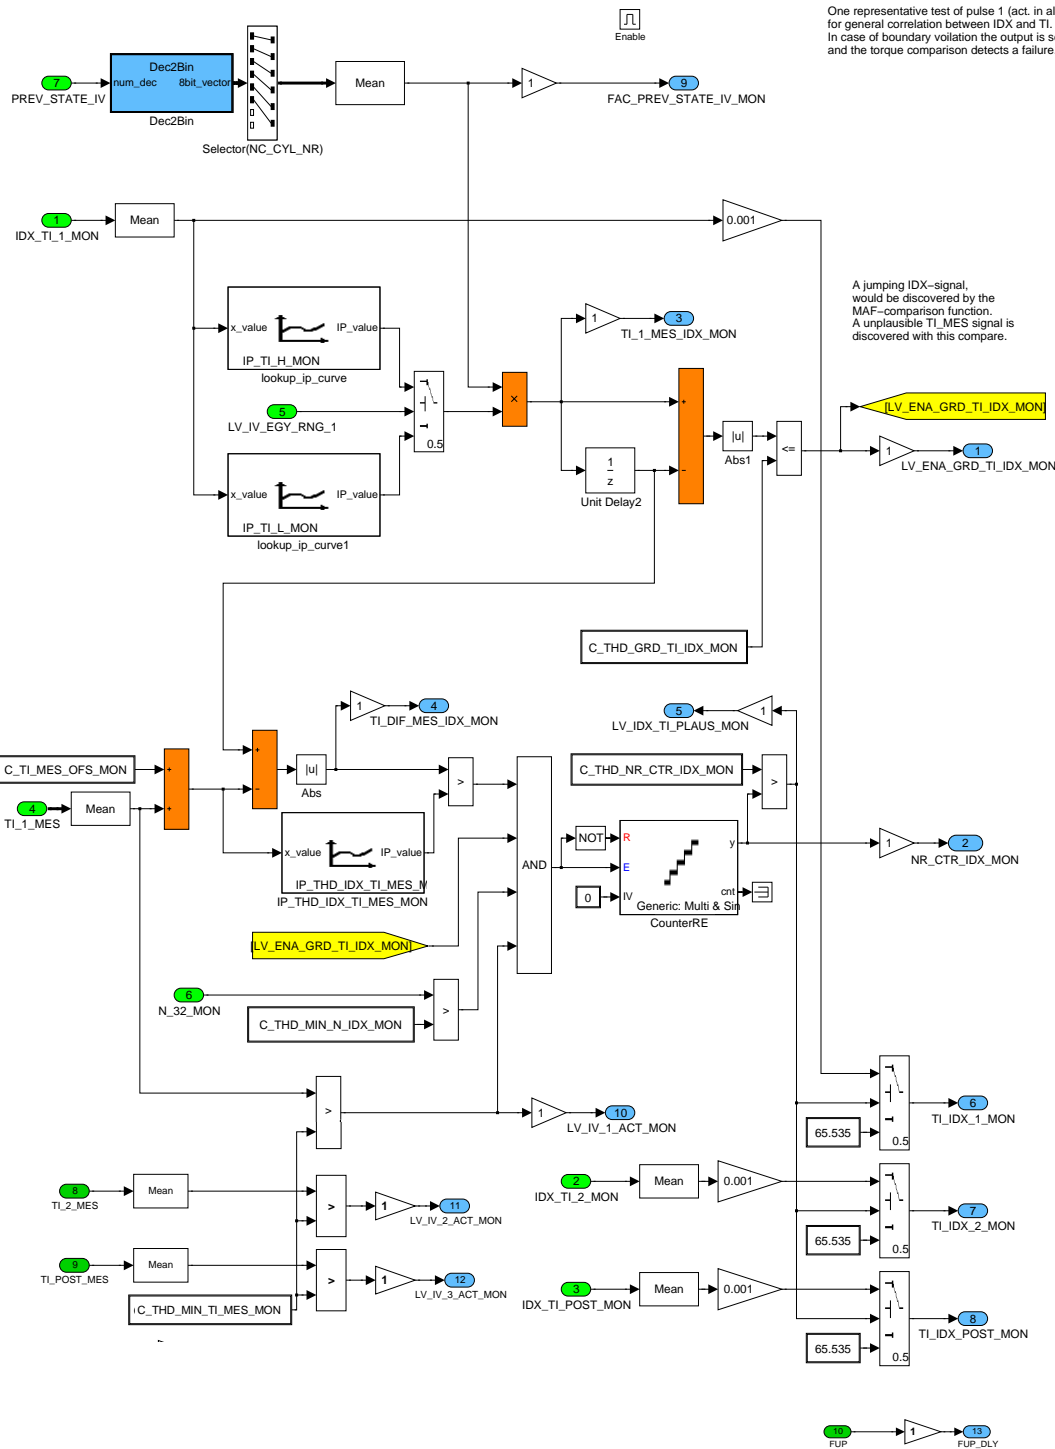 One representative test of pulse 1 (act. in al
for general correlation between IDX and TI.
In case of boundary voilation the output is s
and the torque comparison detects a failure
Enable
Dec2Bin
7
num_dec
8bit_vector
PREV_STATE_IV
Dec2Bin
Selector(NC_CYL_NR)
Mean
1
9
FAC_PREV_STATE_IV_MON
1
IDX_TI_1_MON
Mean
0.001
A jumping IDX-signal,
would be discovered by the
MAF-comparison function.
A unplausible TI_MES signal is
discovered with this compare.
x_value
IP_value
IP_TI_H_MON
lookup_ip_curve
1
3
TI_1_MES_IDX_MON
5
LV_IV_EGY_RNG_1
0.5
×
+
−
|u|
Abs1
<=
[LV_ENA_GRD_TI_IDX_MON]
1
1
LV_ENA_GRD_TI_IDX_MON
1
z
Unit Delay2
x_value
IP_value
IP_TI_L_MON
lookup_ip_curve1
C_THD_GRD_TI_IDX_MON
1
4
TI_DIF_MES_IDX_MON
5
1
LV_IDX_TI_PLAUS_MON
C_TI_MES_OFS_MON
+
+
+
−
|u|
Abs
>
C_THD_NR_CTR_IDX_MON
>
4
TI_1_MES
Mean
x_value
IP_value
IP_THD_IDX_TI_MES_M
IP_THD_IDX_TI_MES_MON
AND
NOT
R
E
IV
y
cnt
0
Generic: Multi & Sin
CounterRE
1
2
NR_CTR_IDX_MON
[LV_ENA_GRD_TI_IDX_MON]
6
N_32_MON
>
C_THD_MIN_N_IDX_MON
>
1
10
LV_IV_1_ACT_MON
6
TI_IDX_1_MON
65.535
0.5
8
TI_2_MES
Mean
>
1
11
LV_IV_2_ACT_MON
2
IDX_TI_2_MON
Mean
0.001
7
TI_IDX_2_MON
65.535
0.5
9
TI_POST_MES
Mean
>
1
12
LV_IV_3_ACT_MON
3
IDX_TI_POST_MON
Mean
0.001
C_THD_MIN_TI_MES_MON
8
TI_IDX_POST_MON
65.535
0.5
10
FUP
1
13
FUP_DLY